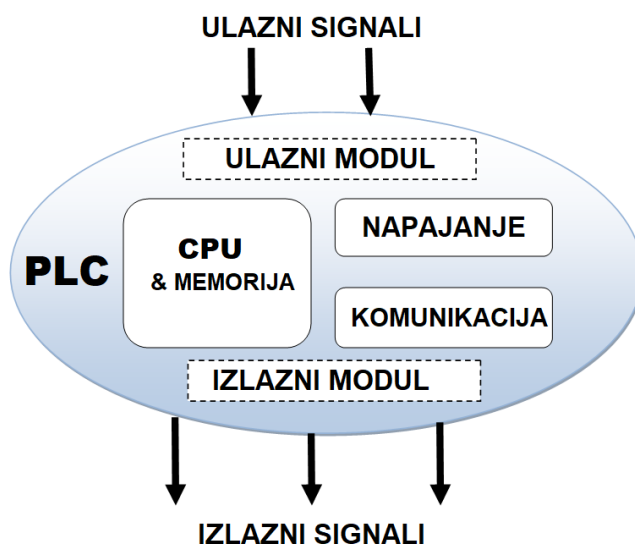 ULAZNI SIGNALI
ULAZNI MODUL
PLC
CPU
& MEMORIJA
NAPAJANJE
KOMUNIKACIJA
IZLAZNI MODUL
IZLAZNI SIGNALI